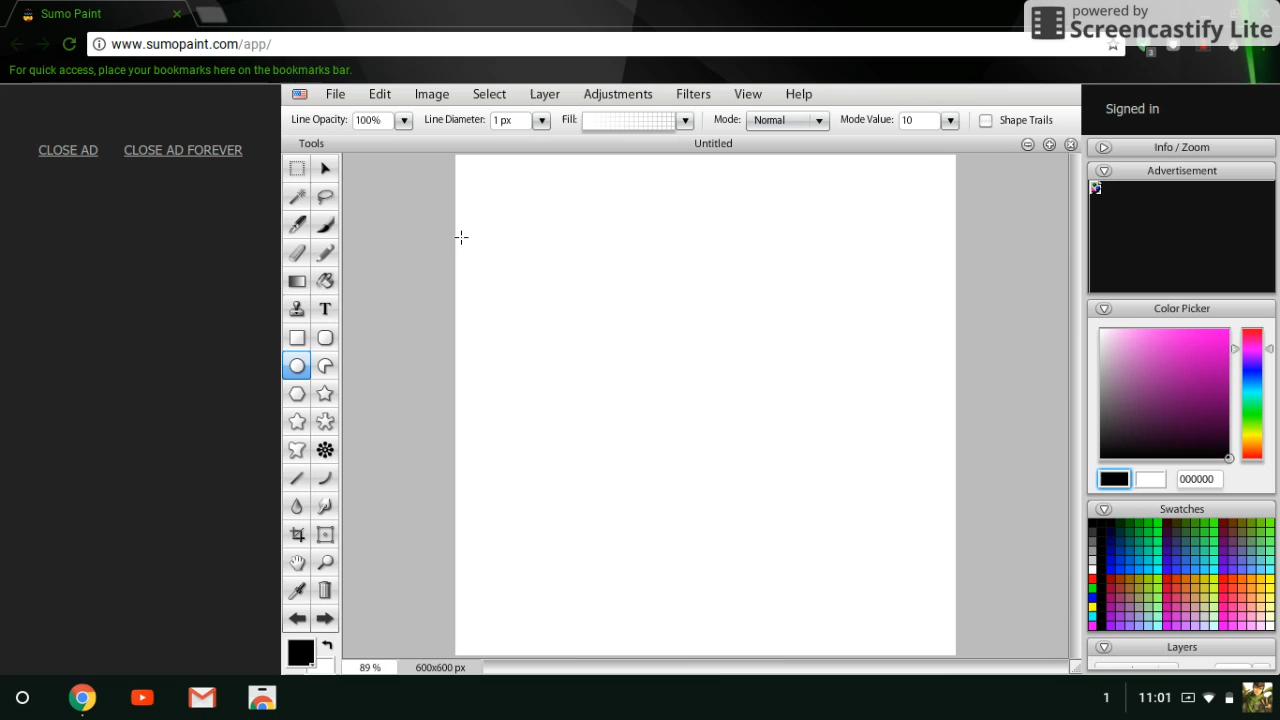 Sumo Paint
powered by
Screencastify Lite
www.sumopaint.com/app/
3
For quick access, place your bookmarks here on the bookmarks bar.
File Edit Image Select Layer Adjustments Filters View Help
Signed in
Line Opacity: 100% Line Diameter: 1 px Fill: Mode: Normal Mode Value: 10 Shape Trails
CLOSE AD CLOSE AD FOREVER
Tools
Untitled
Info / Zoom
Advertisement
T
Color Picker
000000
Swatches
Layers
89 % 600x600 px
1 11:01